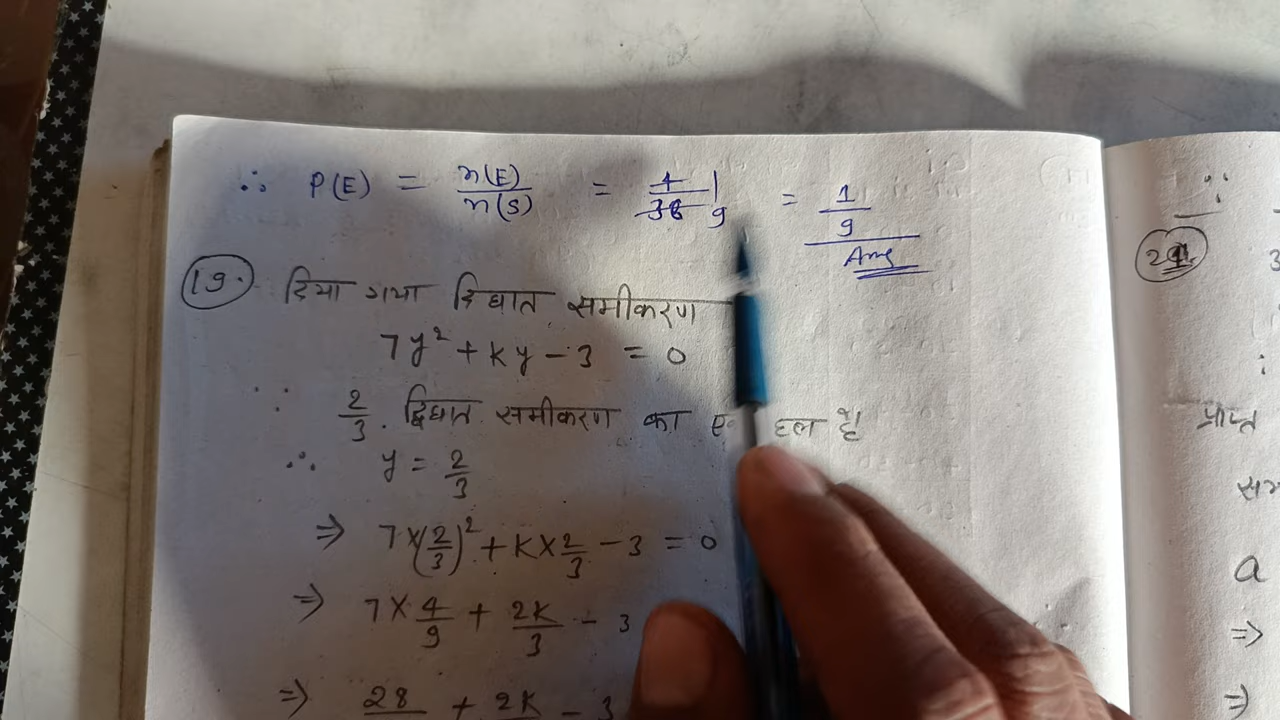 ∴ P(E) = n(E)/n(S) = 4/36 1/9 = 1/9
Ans
19. दिया गया द्विघात समीकरण
7y² + ky - 3 = 0
∵ 2/3. द्विघात समीकरण का हल है
∴ y = 2/3
⇒ 7×(2/3)² + K×2/3 - 3 = 0
⇒ 7×4/9 + 2K/3 - 3
⇒ 28 + 2K - 3
∵
3
प्राप्त
a
⇒
⇒